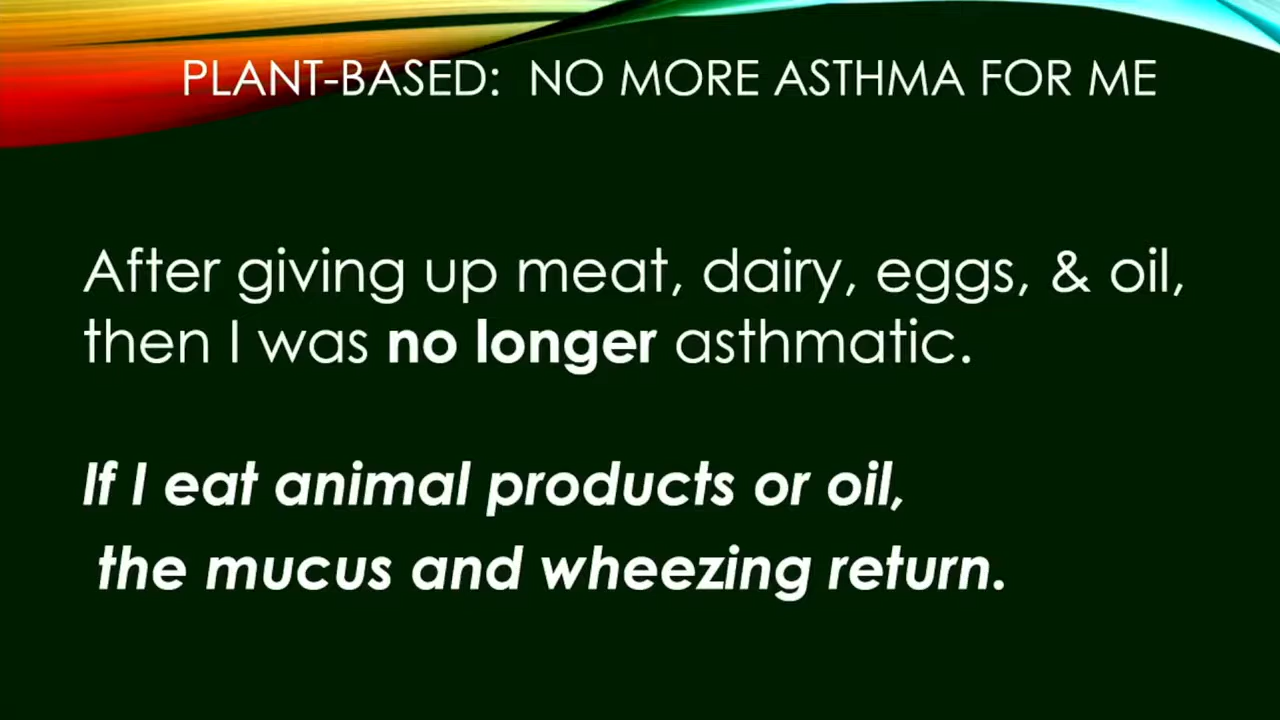 PLANT-BASED: NO MORE ASTHMA FOR ME
After giving up meat, dairy, eggs, & oil,
then I was no longer asthmatic.
If I eat animal products or oil,
the mucus and wheezing return.